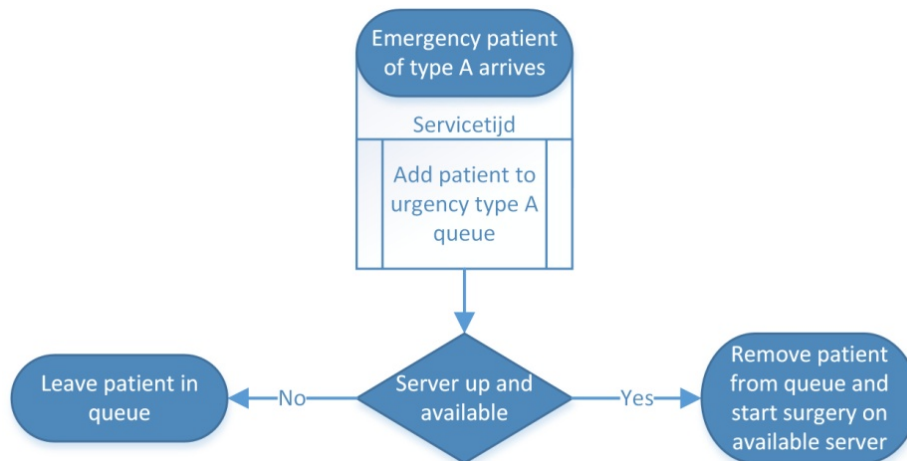 Emergency patient
of type A arrives
Servicetijd
Add patient to
urgency type A
queue
Leave patient in
queue
No
Server up and
available
Yes
Remove patient
from queue and
start surgery on
available server